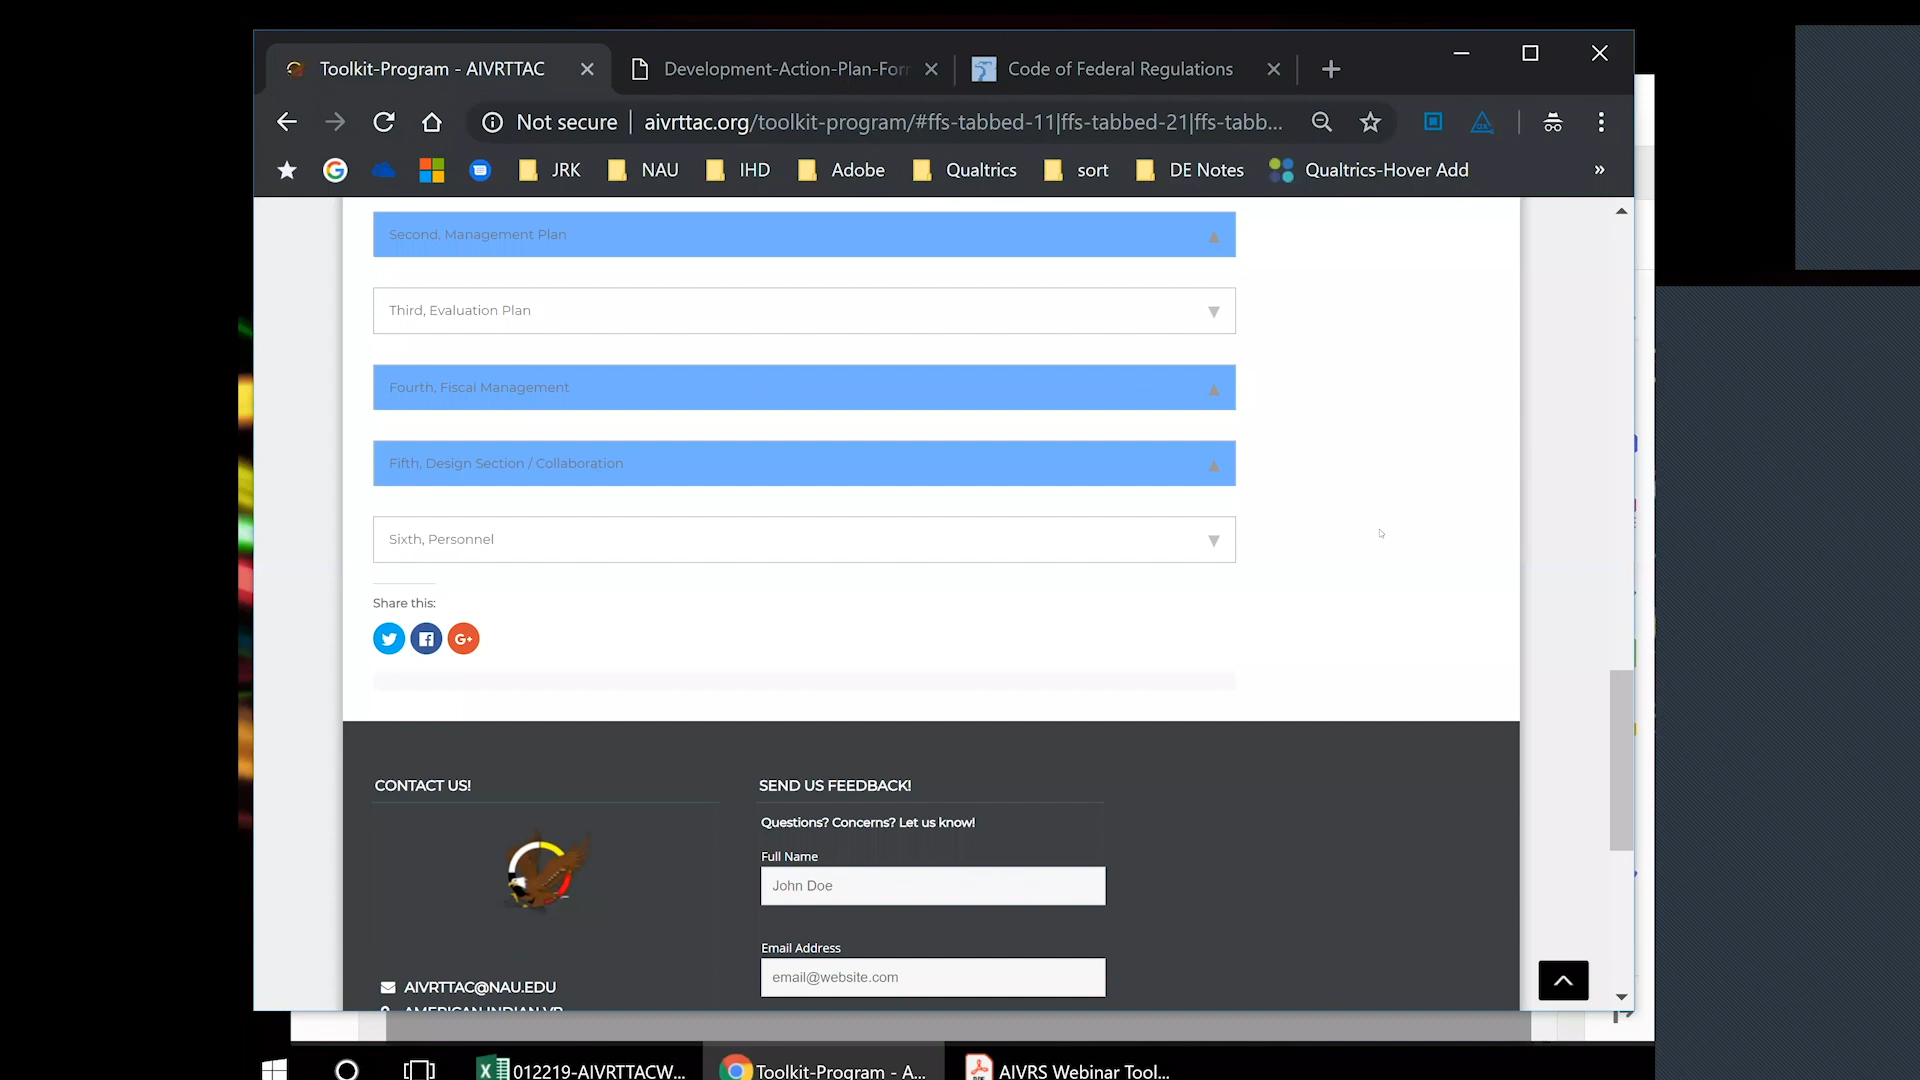 Toolkit-Program - AIVRTTAC
Development-Action-Plan-For
Code of Federal Regulations
Not secure
aivrttac.org/toolkit-program/#ffs-tabbed-11|ffs-tabbed-21|ffs-tabb...
JRK
NAU
IHD
Adobe
Qualtrics
sort
DE Notes
Qualtrics-Hover Add
»
Second, Management Plan
Third, Evaluation Plan
Fourth, Fiscal Management
Fifth, Design Section / Collaboration
Sixth, Personnel
Share this:
CONTACT US!
SEND US FEEDBACK!
Questions? Concerns? Let us know!
Full Name
John Doe
Email Address
email@website.com
AIVRTTAC@NAU.EDU
AMERICAN INDIAN VR
012219-AIVRTTACW...
Toolkit-Program - A...
AIVRS Webinar Tool...